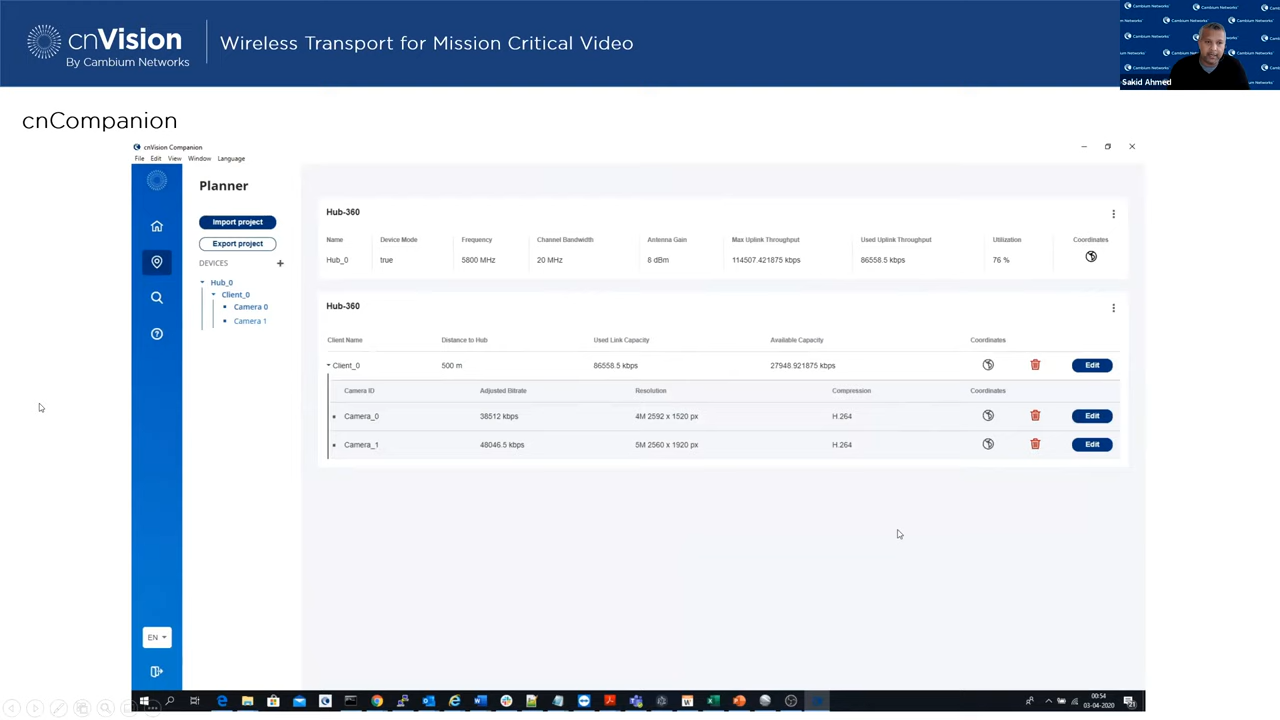 cnVision
By Cambium Networks
Wireless Transport for Mission Critical Video
Sakid Ahmed
cnCompanion
cnVision Companion
File Edit View Window Language
Planner
Import project
Export project
DEVICES +
Hub_0
Client_0
Camera 0
Camera 1
EN
Hub-360
Name Device Mode Frequency Channel Bandwidth Antenna Gain Max Uplink Throughput Used Uplink Throughput Utilization Coordinates
Hub_0 true 5800 MHz 20 MHz 8 dBm 114507.421875 kbps 86558.5 kbps 76 %
Hub-360
Client Name Distance to Hub Used Link Capacity Available Capacity Coordinates
Client_0 500 m 86558.5 kbps 27948.921875 kbps Edit
Camera ID Adjusted Bitrate Resolution Compression Coordinates
Camera_0 38512 kbps 4M 2592 x 1520 px H.264 Edit
Camera_1 48046.5 kbps 5M 2560 x 1920 px H.264 Edit
00:54
03-04-2020